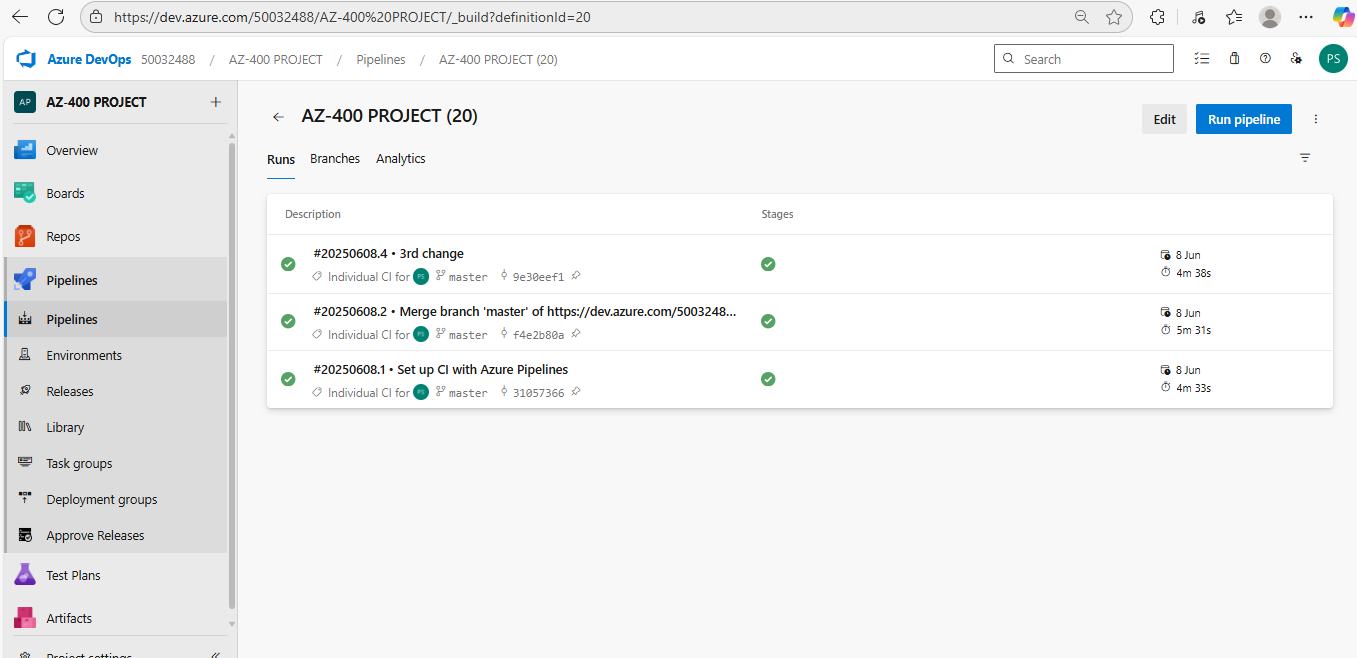 https://dev.azure.com/50032488/AZ-400%20PROJECT/_build?definitionId=20
Azure DevOps 50032488 / AZ-400 PROJECT / Pipelines / AZ-400 PROJECT (20)
Search
PS
AP AZ-400 PROJECT +
Overview
Boards
Repos
Pipelines
Pipelines
Environments
Releases
Library
Task groups
Deployment groups
Approve Releases
Test Plans
Artifacts
Project settings
AZ-400 PROJECT (20)
Edit
Run pipeline
Runs Branches Analytics
Description Stages
#20250608.4 • 3rd change
Individual CI for PS master 9e30eef1
8 Jun
4m 38s
#20250608.2 • Merge branch 'master' of https://dev.azure.com/5003248...
Individual CI for PS master f4e2b80a
8 Jun
5m 31s
#20250608.1 • Set up CI with Azure Pipelines
Individual CI for PS master 31057366
8 Jun
4m 33s